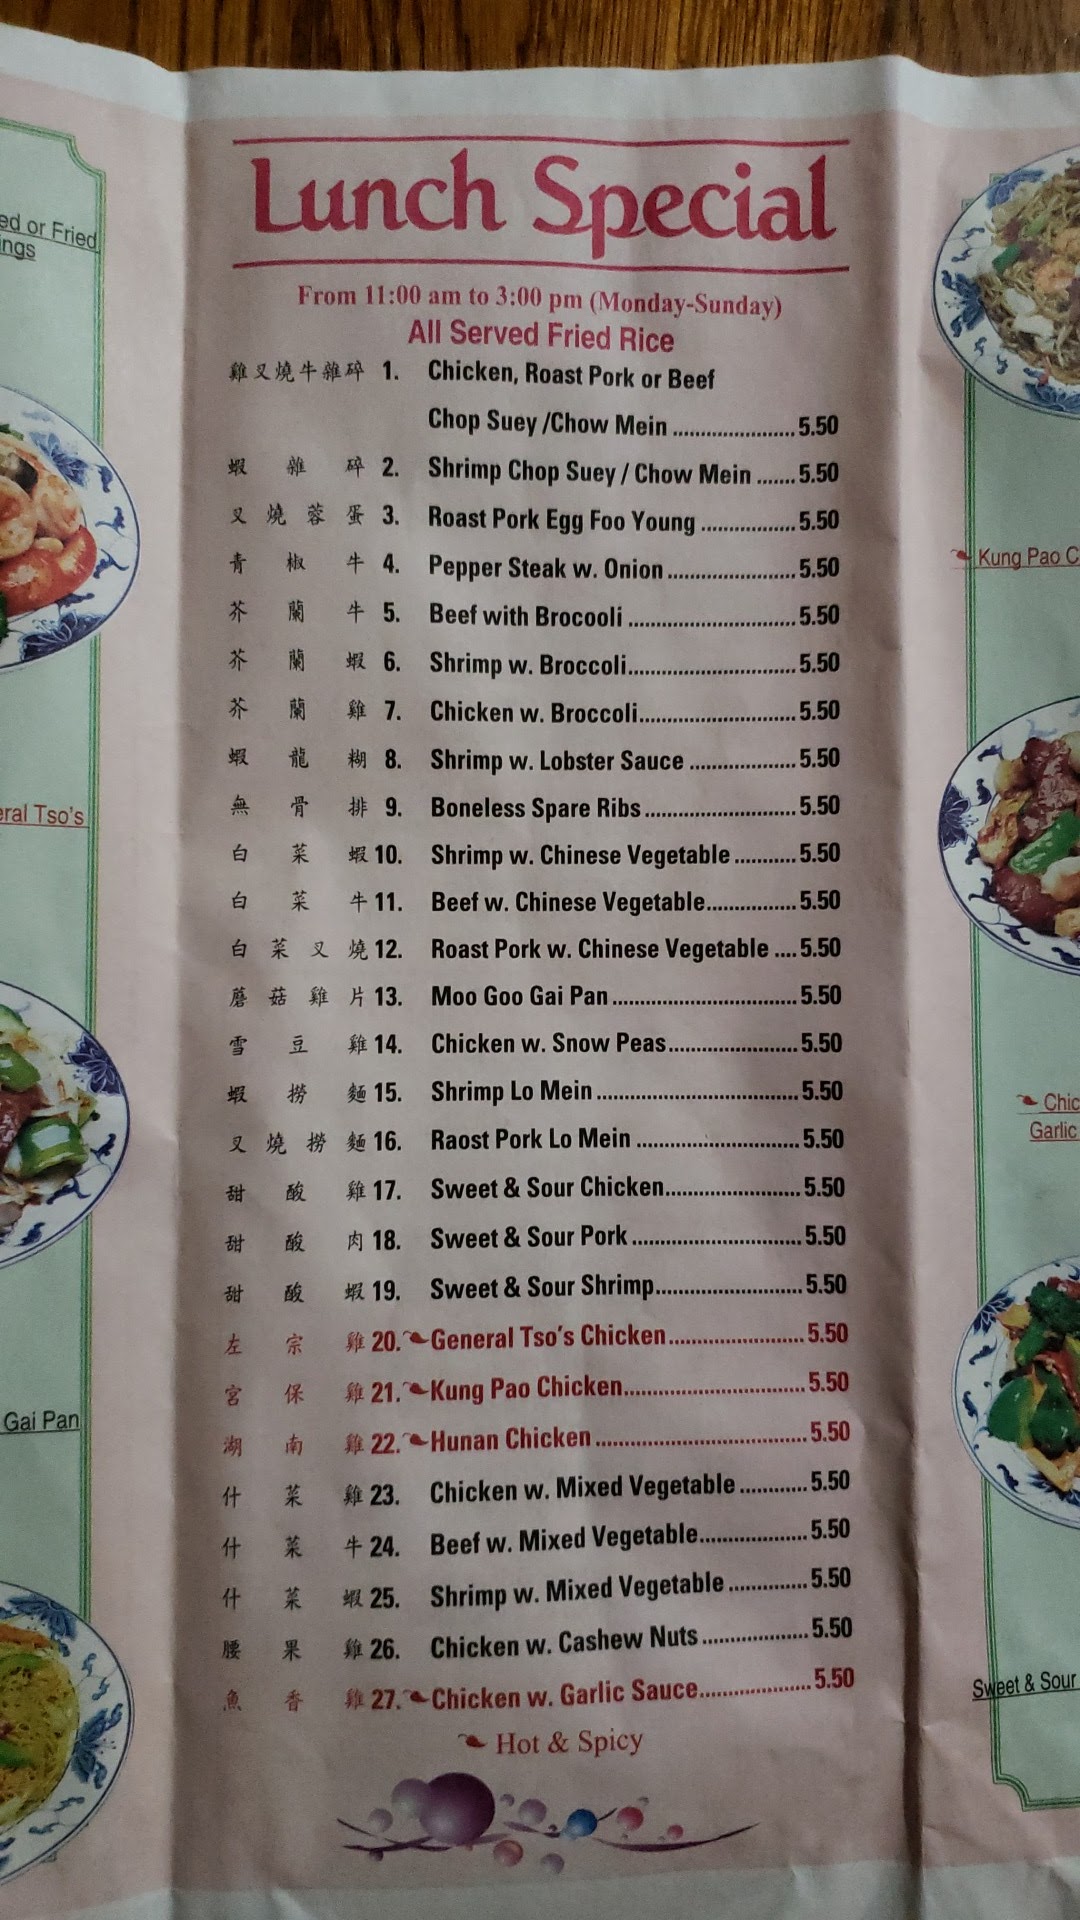 Lunch Special
From 11:00 am to 3:00 pm (Monday-Sunday)
All Served Fried Rice
雞叉燒牛雜碎 1. Chicken, Roast Pork or Beef
Chop Suey /Chow Mein ...................... 5.50
蝦雜碎 2. Shrimp Chop Suey / Chow Mein ....... 5.50
叉燒蓉蛋 3. Roast Pork Egg Foo Young ................. 5.50
青椒牛 4. Pepper Steak w. Onion ....................... 5.50
芥蘭牛 5. Beef with Brocooli .............................. 5.50
芥蘭蝦 6. Shrimp w. Broccoli.............................. 5.50
芥蘭雞 7. Chicken w. Broccoli............................ 5.50
蝦龍糊 8. Shrimp w. Lobster Sauce ................... 5.50
無骨排 9. Boneless Spare Ribs ........................... 5.50
白菜蝦 10. Shrimp w. Chinese Vegetable ........... 5.50
白菜牛 11. Beef w. Chinese Vegetable................ 5.50
白菜叉燒 12. Roast Pork w. Chinese Vegetable .... 5.50
蘑菇雞片 13. Moo Goo Gai Pan ................................. 5.50
雪豆雞 14. Chicken w. Snow Peas....................... 5.50
蝦撈麵 15. Shrimp Lo Mein .................................... 5.50
叉燒撈麵 16. Raost Pork Lo Mein ............................. 5.50
甜酸雞 17. Sweet & Sour Chicken........................ 5.50
甜酸肉 18. Sweet & Sour Pork .............................. 5.50
甜酸蝦 19. Sweet & Sour Shrimp.......................... 5.50
左宗雞 20. General Tso's Chicken........................ 5.50
宮保雞 21. Kung Pao Chicken................................ 5.50
湖南雞 22. Hunan Chicken ..................................... 5.50
什菜雞 23. Chicken w. Mixed Vegetable ............ 5.50
什菜牛 24. Beef w. Mixed Vegetable................... 5.50
什菜蝦 25. Shrimp w. Mixed Vegetable .............. 5.50
腰果雞 26. Chicken w. Cashew Nuts ................... 5.50
魚香雞 27. Chicken w. Garlic Sauce.................... 5.50
Hot & Spicy
ed or Fried
ings
eral Tso's
Gai Pan
Kung Pao C
Chic
Garlic
Sweet & Sour